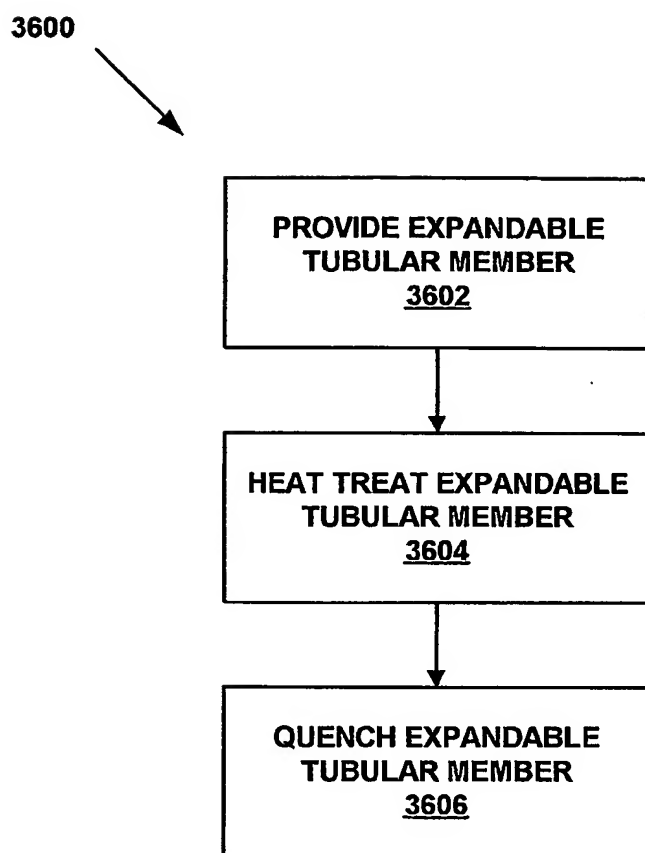 3600
PROVIDE EXPANDABLE
TUBULAR MEMBER
3602
HEAT TREAT EXPANDABLE
TUBULAR MEMBER
3604
QUENCH EXPANDABLE
TUBULAR MEMBER
3606